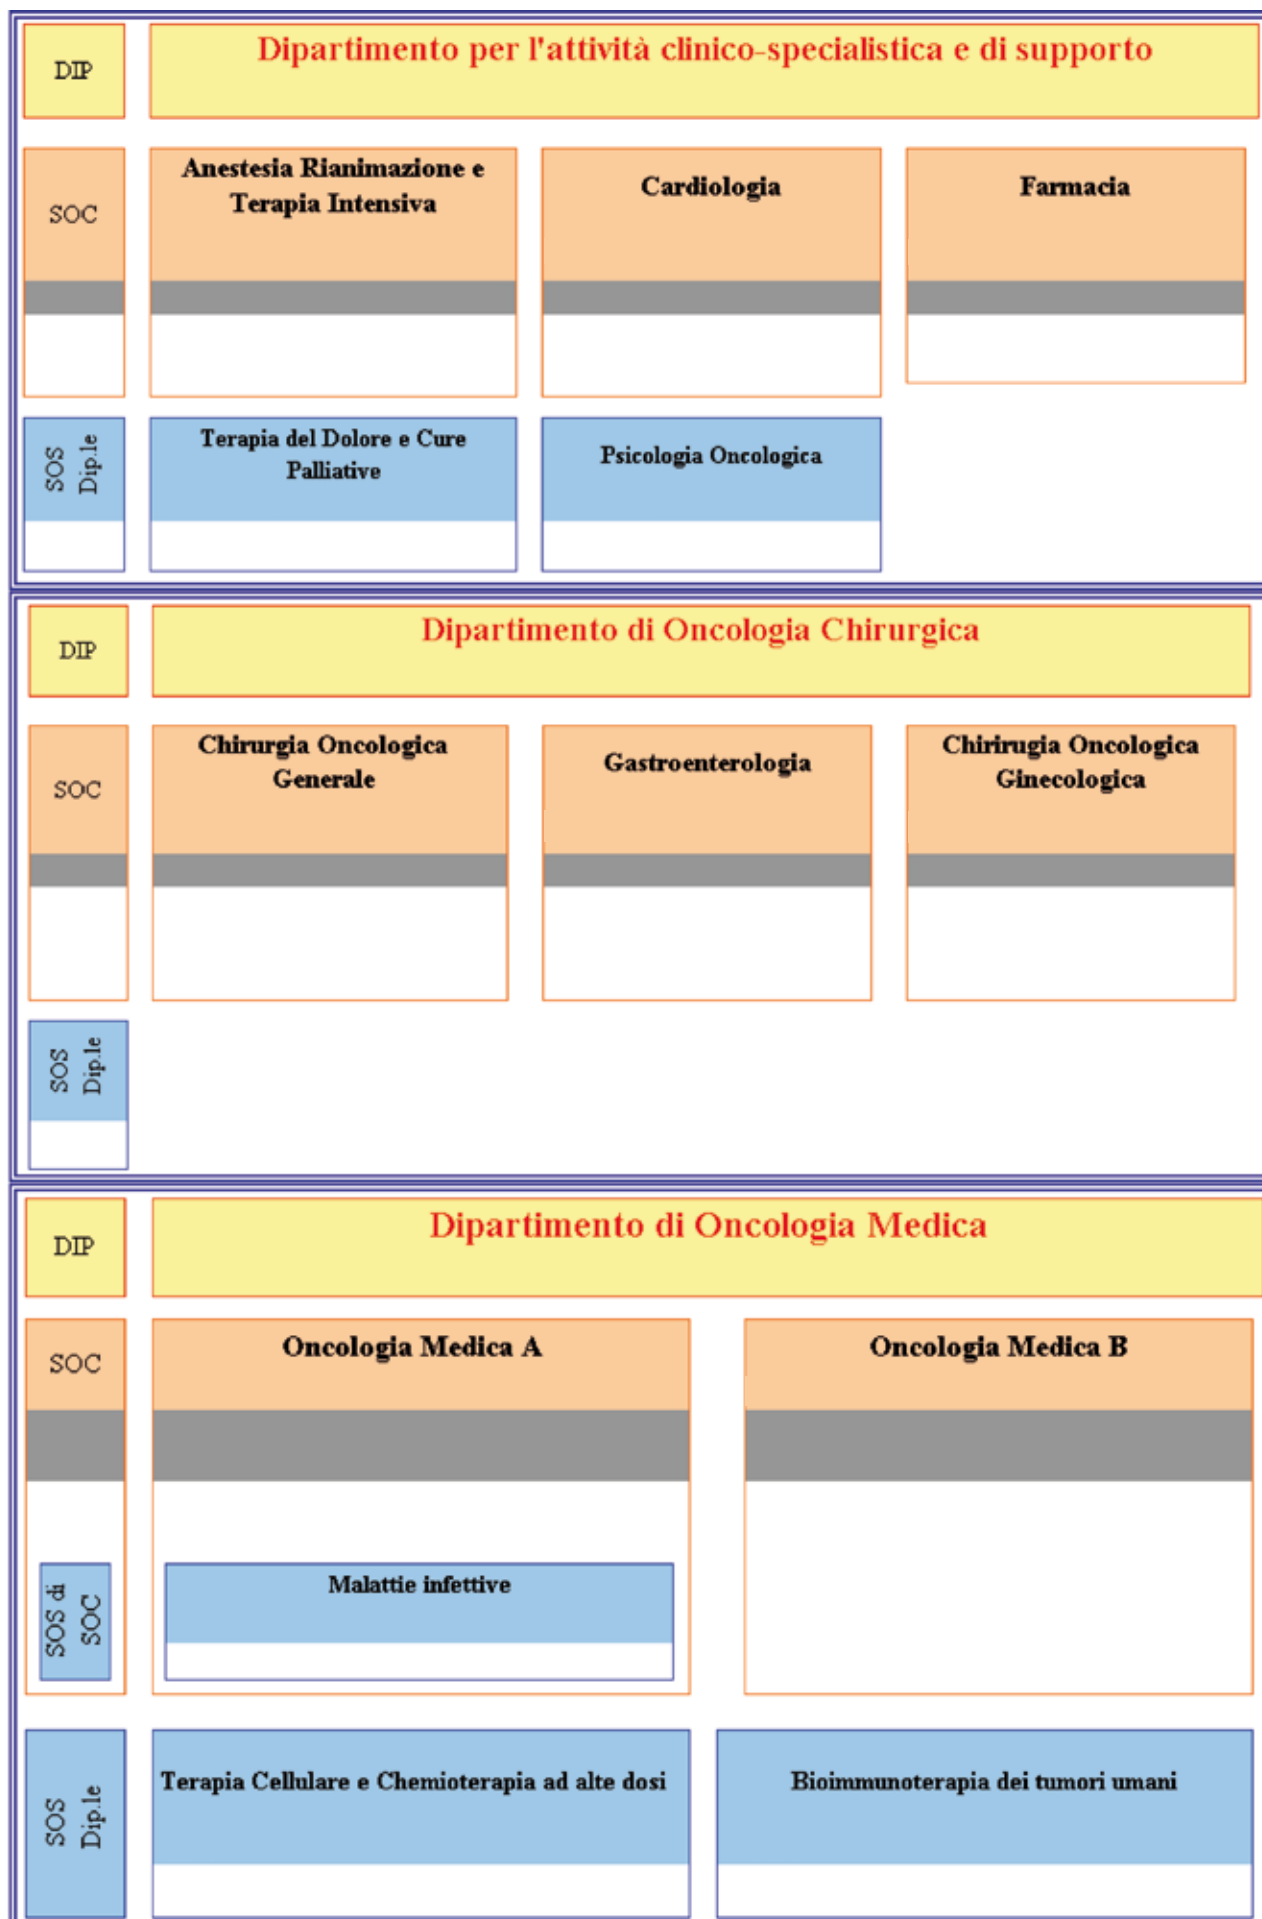 DIP
Dipartimento per l'attività clinico-specialistica e di supporto
SOC
Anestesia Rianimazione e
Terapia Intensiva
Cardiologia
Farmacia
SOS
Dip.le
Terapia del Dolore e Cure
Palliative
Psicologia Oncologica
DIP
Dipartimento di Oncologia Chirurgica
SOC
Chirurgia Oncologica
Generale
Gastroenterologia
Chirirugia Oncologica
Ginecologica
SOS
Dip.le
DIP
Dipartimento di Oncologia Medica
SOC
Oncologia Medica A
Oncologia Medica B
SOS di
SOC
Malattie infettive
SOS
Dip.le
Terapia Cellulare e Chemioterapia ad alte dosi
Bioimmunoterapia dei tumori umani